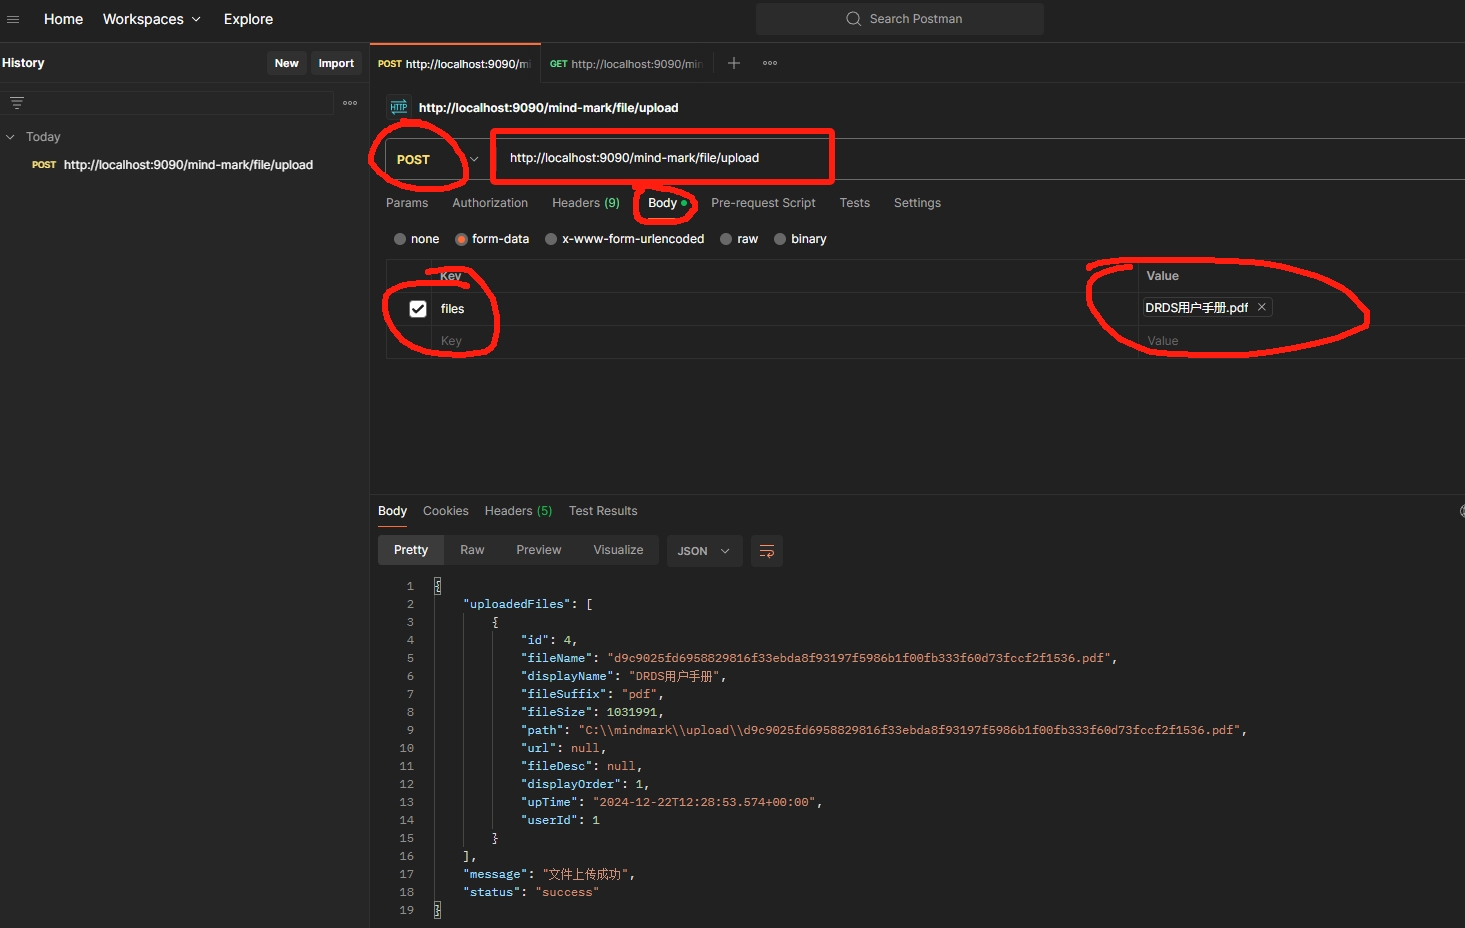 Home Workspaces Explore Search Postman
History New Import
POST http://localhost:9090/mi GET http://localhost:9090/min
http://localhost:9090/mind-mark/file/upload
Today
POST http://localhost:9090/mind-mark/file/upload
POST http://localhost:9090/mind-mark/file/upload
Params Authorization Headers (9) Body Pre-request Script Tests Settings
none form-data x-www-form-urlencoded raw binary
Key Value
files DRDS用户手册.pdf
Key Value
Body Cookies Headers (5) Test Results
Pretty Raw Preview Visualize JSON
1 {
2 "uploadedFiles": [
3 {
4 "id": 4,
5 "fileName": "d9c9025fd6958829816f33ebda8f93197f5986b1f00fb333f60d73fccf2f1536.pdf",
6 "displayName": "DRDS用户手册",
7 "fileSuffix": "pdf",
8 "fileSize": 1031991,
9 "path": "C:\\mindmark\\upload\\d9c9025fd6958829816f33ebda8f93197f5986b1f00fb333f60d73fccf2f1536.pdf",
10 "url": null,
11 "fileDesc": null,
12 "displayOrder": 1,
13 "upTime": "2024-12-22T12:28:53.574+00:00",
14 "userId": 1
15 }
16 ],
17 "message": "文件上传成功",
18 "status": "success"
19 }